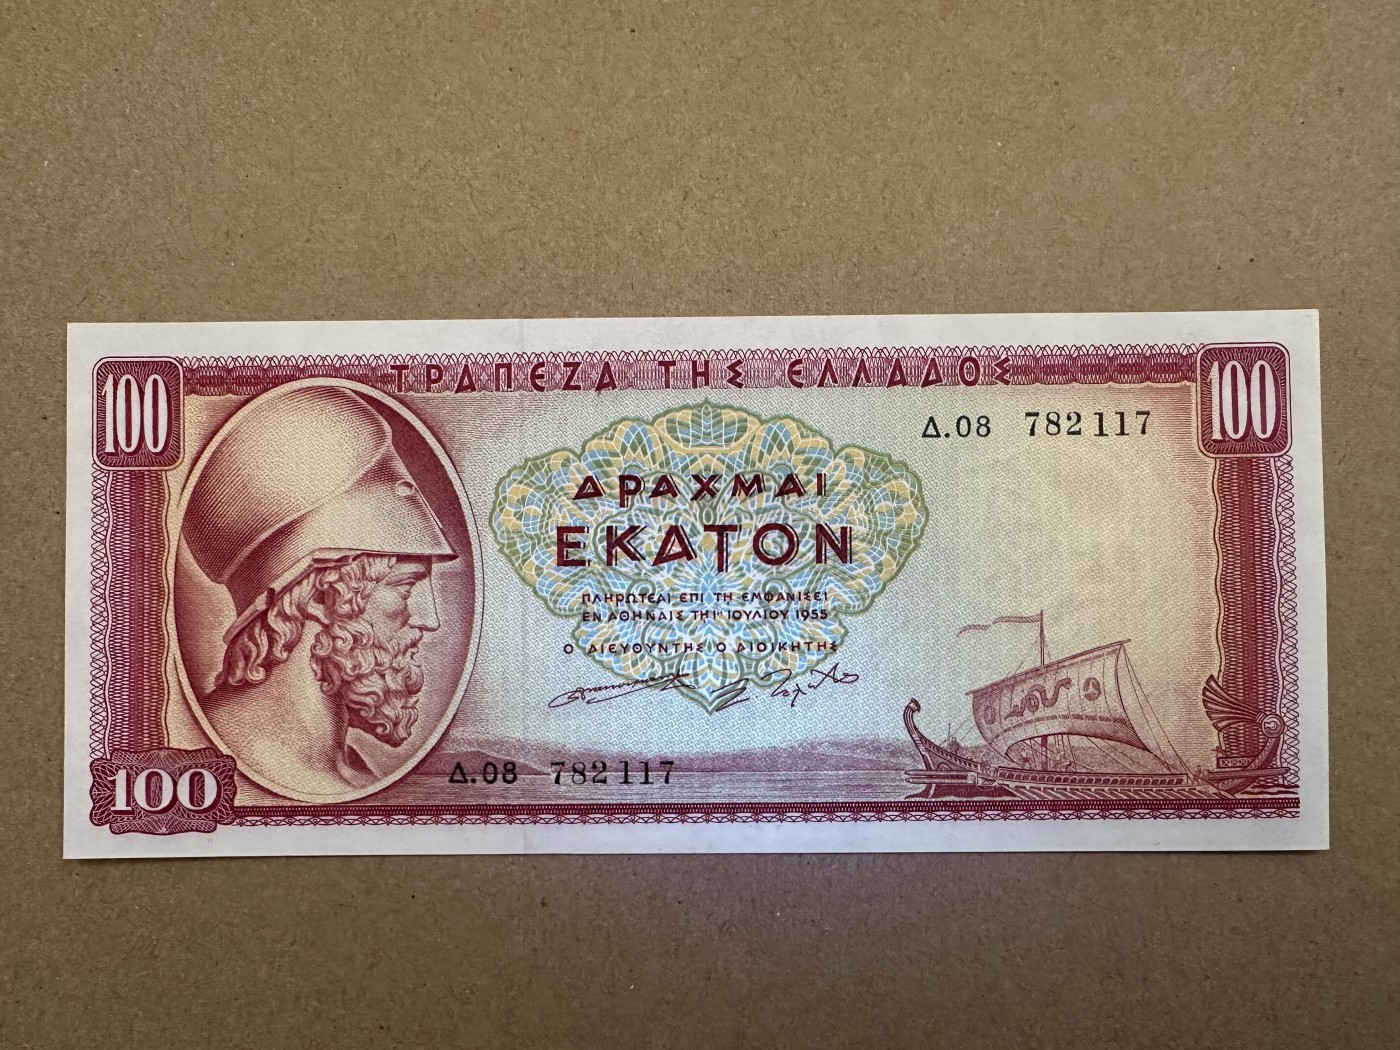 100
ΤΡΑΠΕΖΑ ΤΗΣ ΕΛΛΑΔΟΣ
100
Δ.08 782117
ΔΡΑΧΜΑΙ
ΕΚΑΤΟΝ
ΠΛΗΡΩΤΕΑΙ ΕΠΙ ΤΗ ΕΜΦΑΝΙΣΕΙ
ΕΝ ΑΘΗΝΑΙΣ ΤΗ 1ῃ ΙΟΥΛΙΟΥ 1955
Ο ΔΙΕΥΘΥΝΤΗΣ Ο ΔΙΟΙΚΗΤΗΣ
Δ.08 782117
100